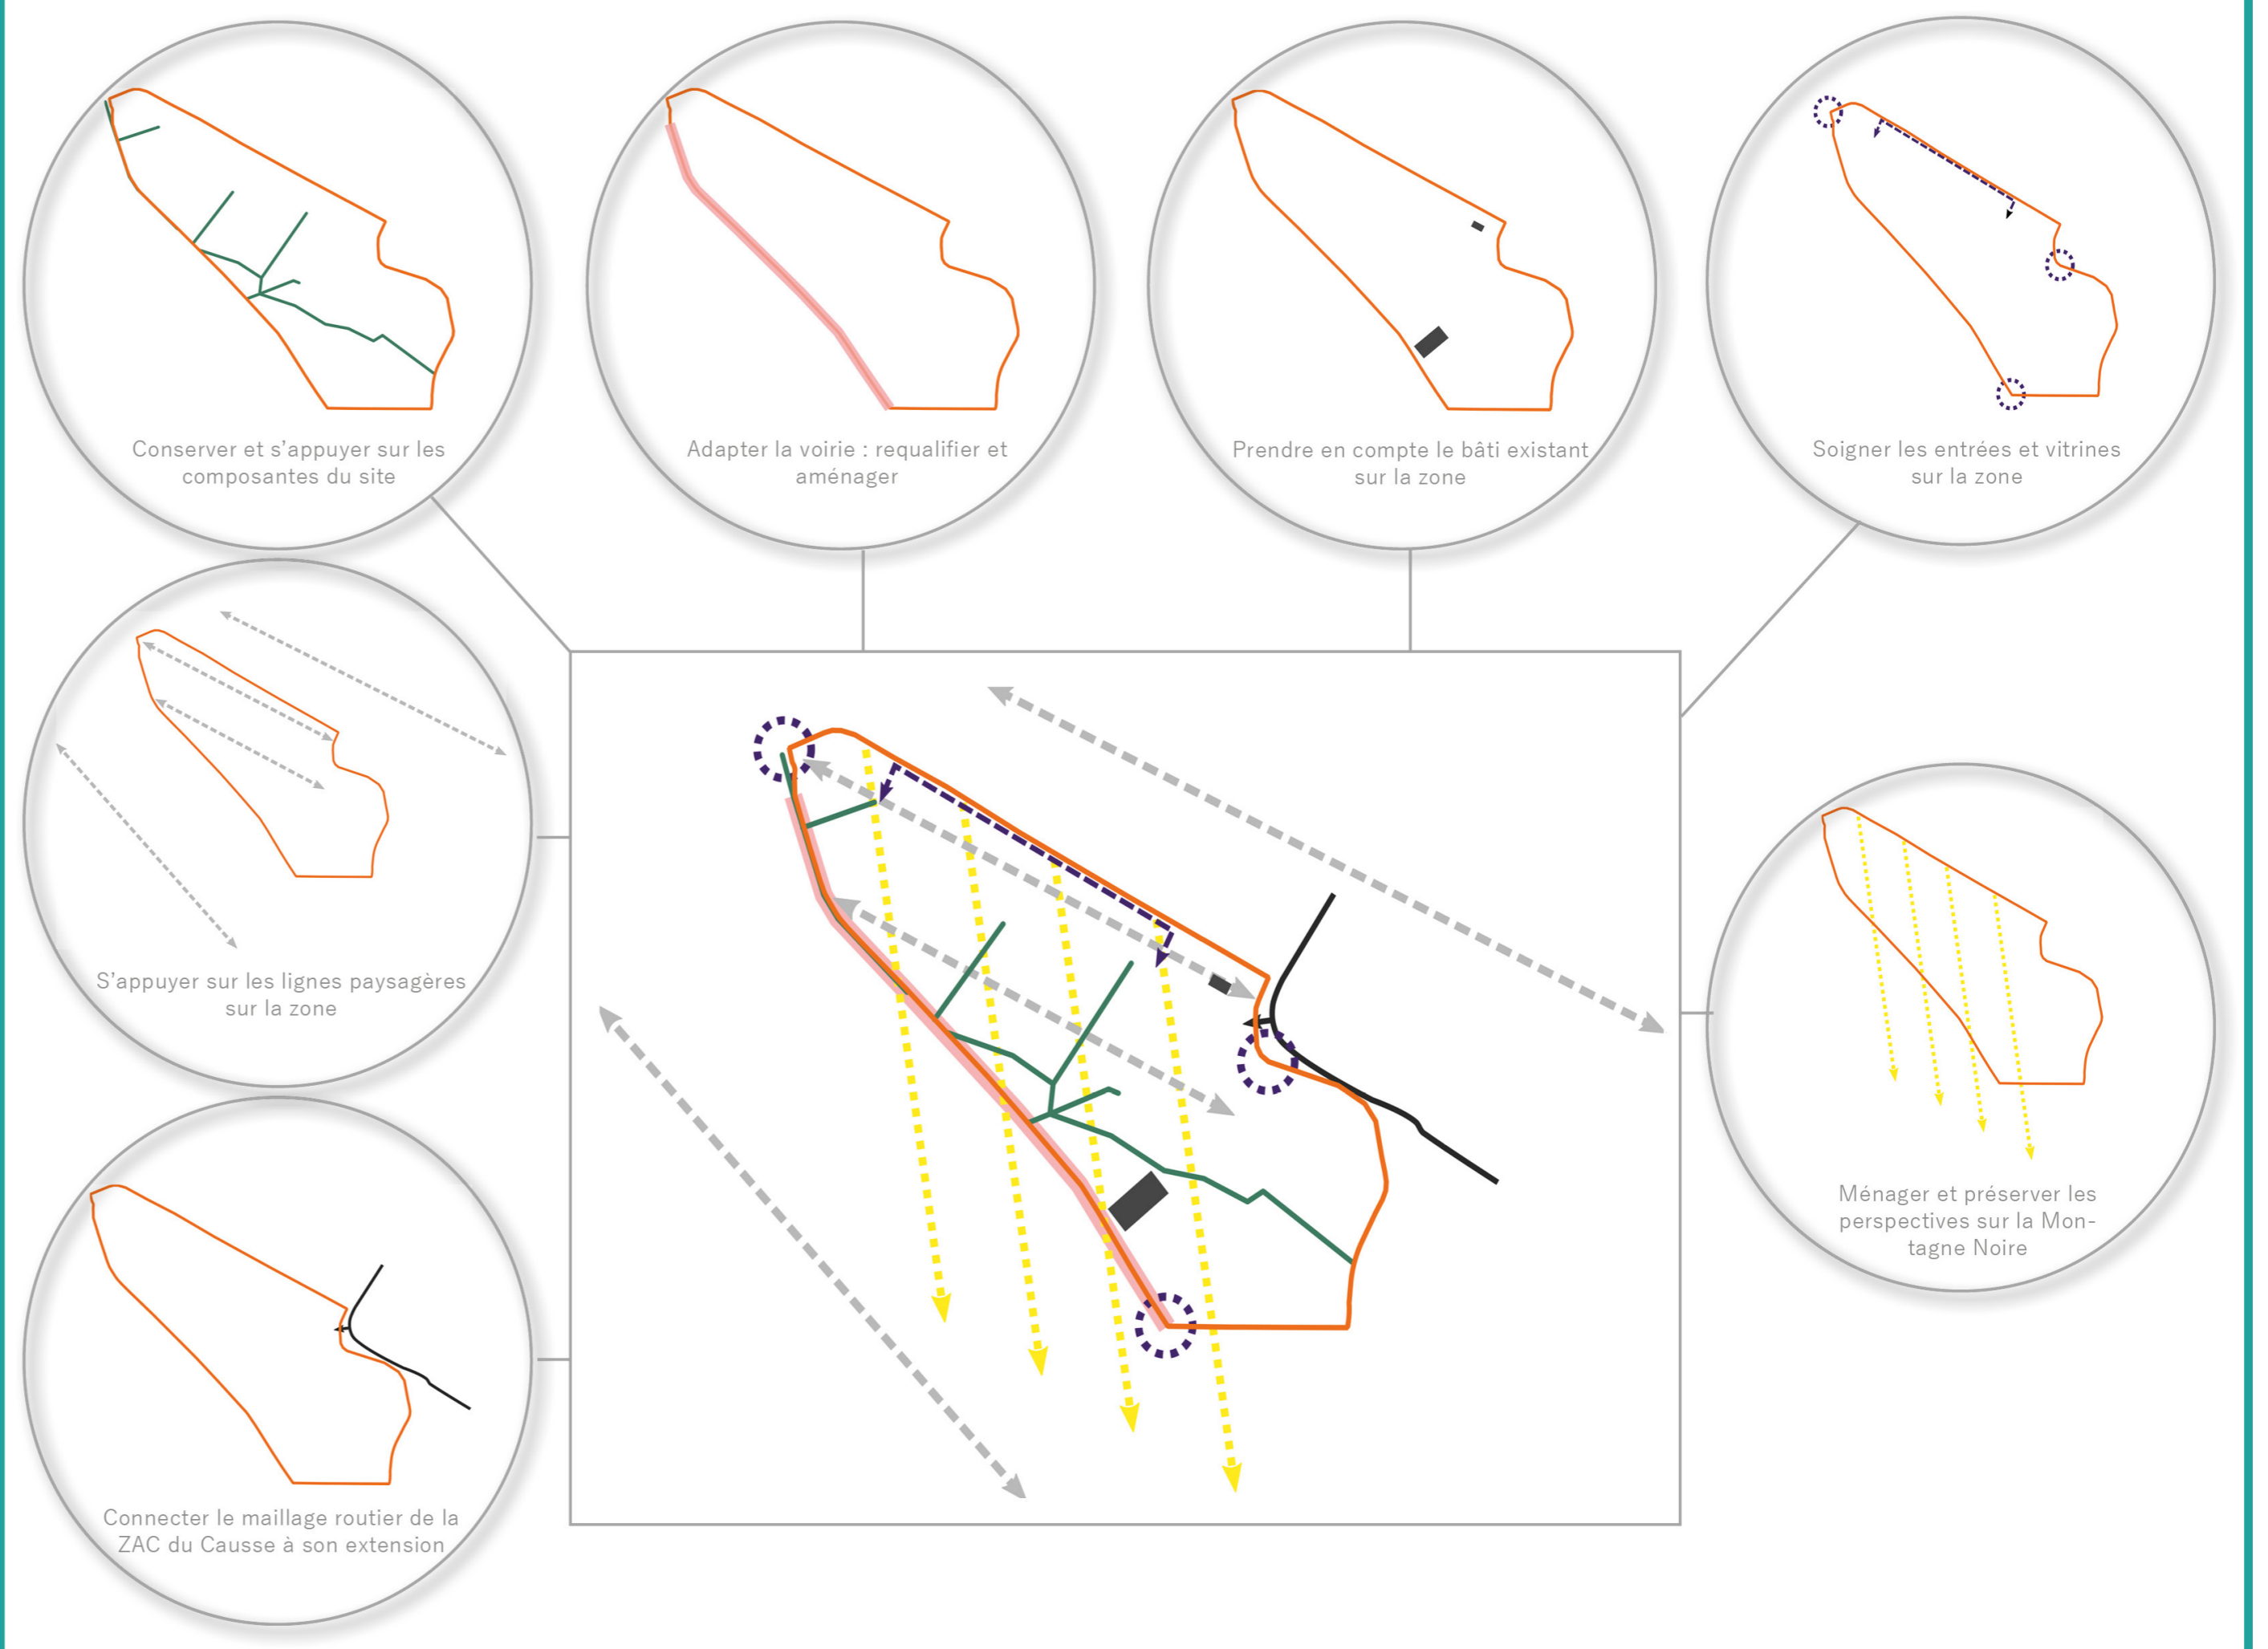 Conserver et s'appuyer sur les
composantes du site
Adapter la voirie : requalifier et
aménager
Prendre en compte le bâti existant
sur la zone
Soigner les entrées et vitrines
sur la zone
S'appuyer sur les lignes paysagères
sur la zone
Ménager et préserver les
perspectives sur la Mon-
tagne Noire
Connecter le maillage routier de la
ZAC du Causse à son extension